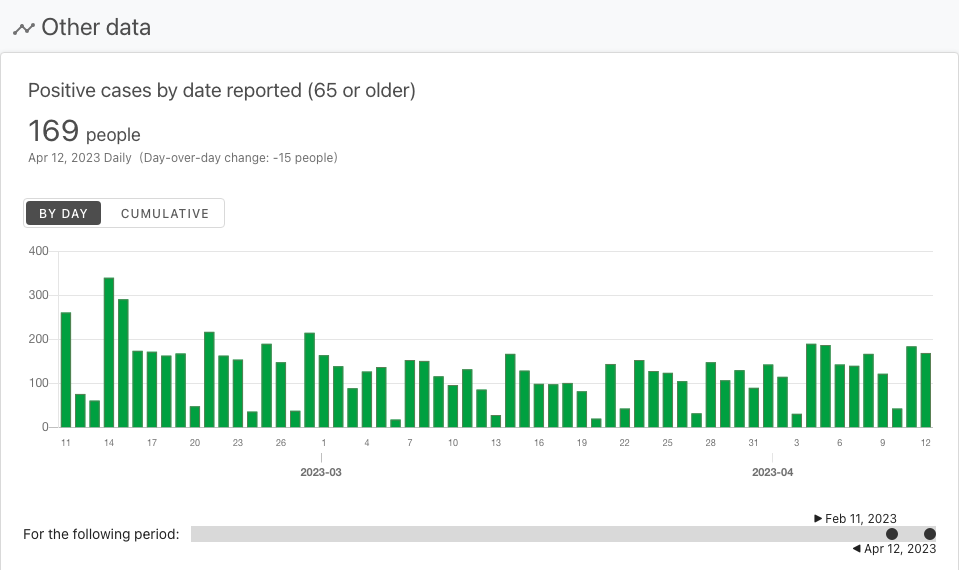 Other data
Positive cases by date reported (65 or older)
169 people
Apr 12, 2023 Daily (Day-over-day change: -15 people)
BY DAY CUMULATIVE
400
300
200
100
0
11 14 17 20 23 26 1 4 7 10 13 16 19 22 25 28 31 3 6 9 12
2023-03 2023-04
▶ Feb 11, 2023
For the following period:
◀ Apr 12, 2023